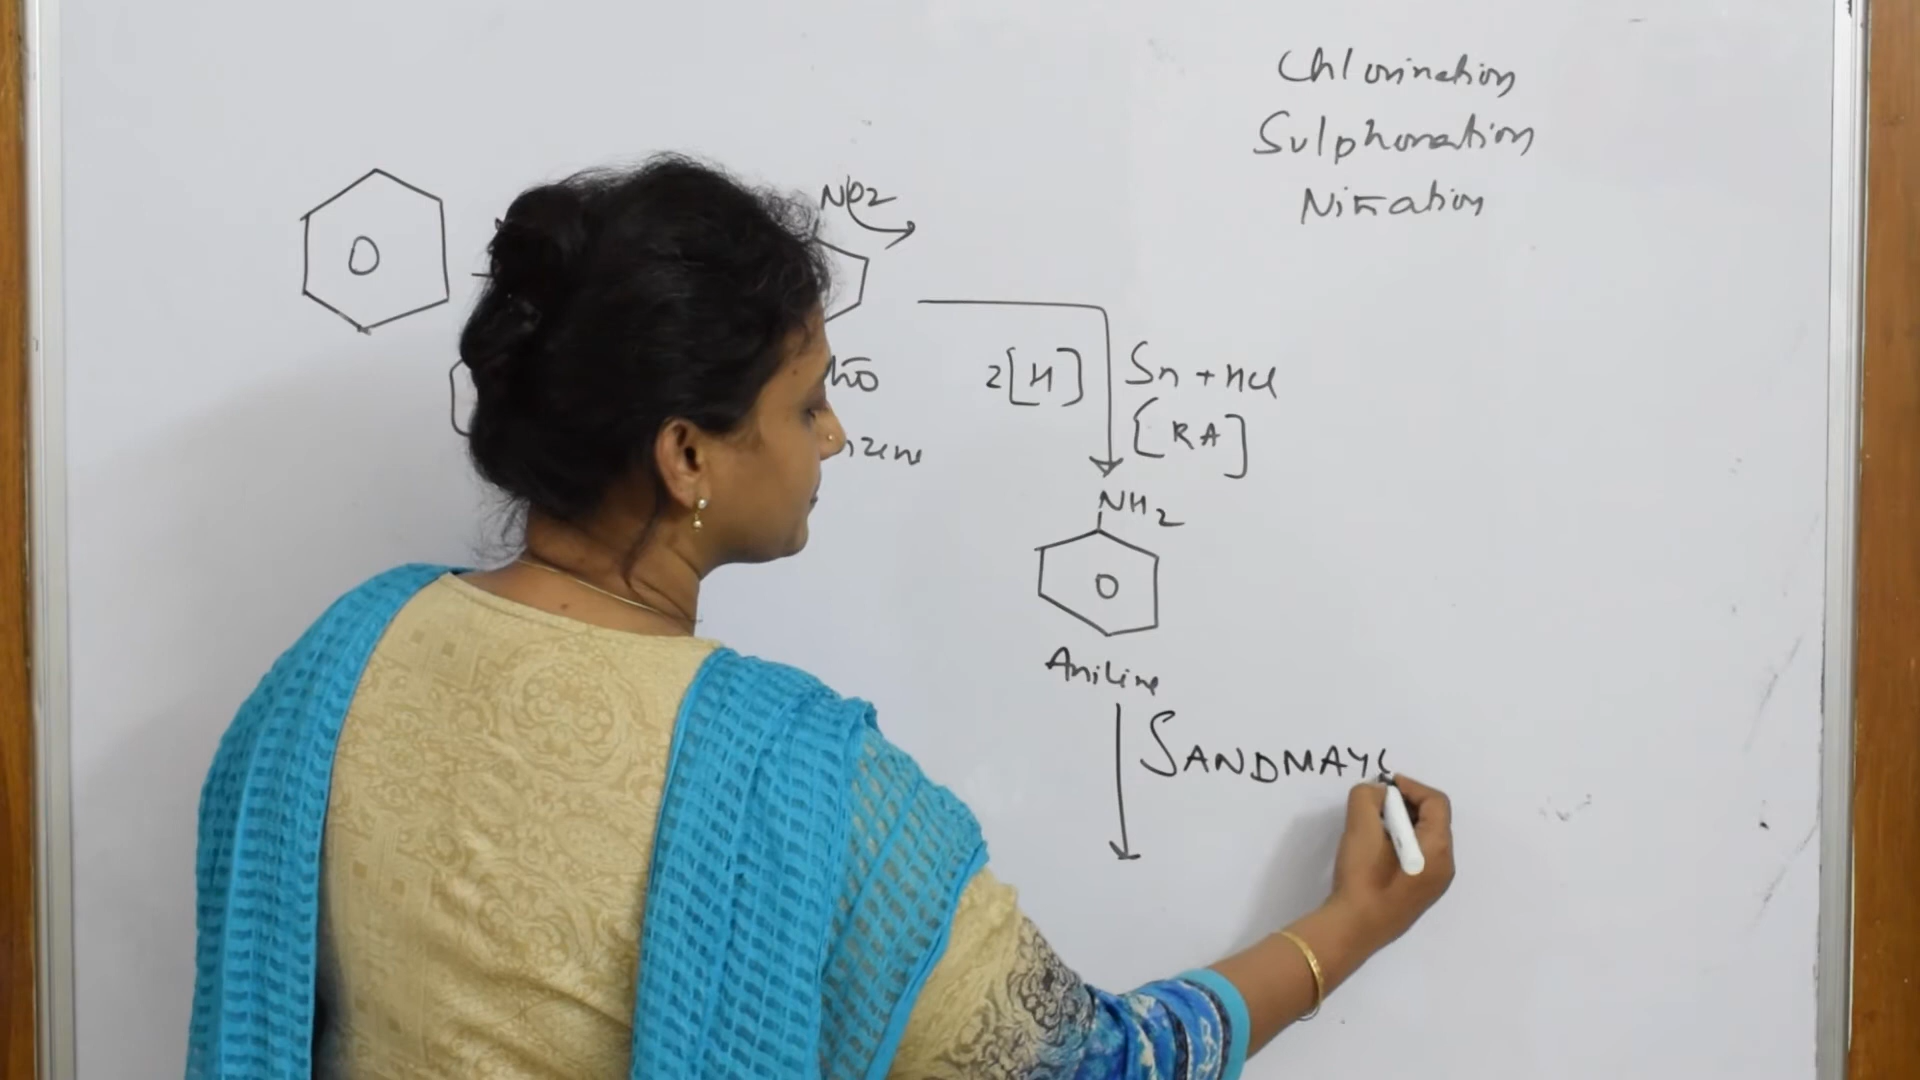 Chlorination
Sulphonation
Nitration
NO2
O
2[H]
Sn + HCl
[RA]
NH2
O
Aniline
SANDMAY